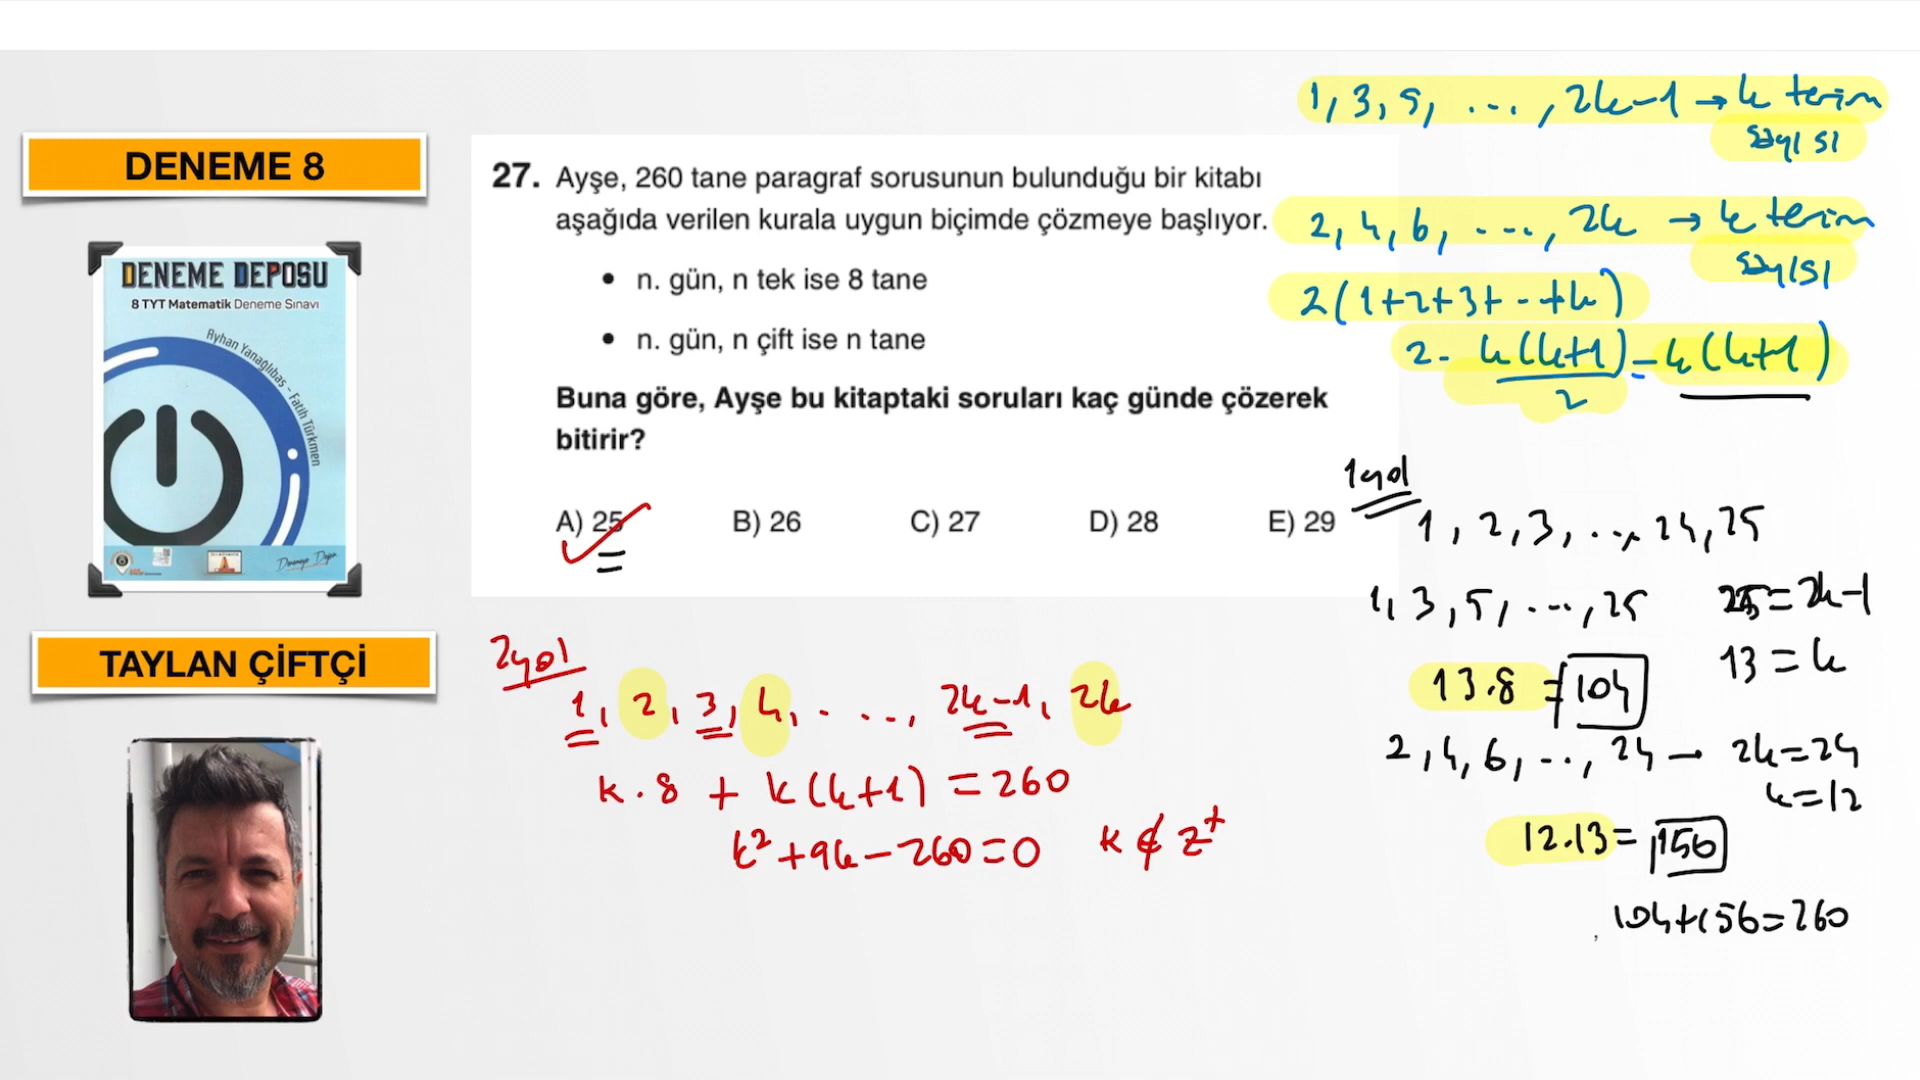 DENEME 8
DENEME DEPOSU
8 TYT Matematik Deneme Sınavı
Ayhan Yanağlıbaş - Fatih Türkmen
TAYLAN ÇİFTÇİ
27. Ayşe, 260 tane paragraf sorusunun bulunduğu bir kitabı
aşağıda verilen kurala uygun biçimde çözmeye başlıyor.
• n. gün, n tek ise 8 tane
• n. gün, n çift ise n tane
Buna göre, Ayşe bu kitaptaki soruları kaç günde çözerek
bitirir?
A) 25 B) 26 C) 27 D) 28 E) 29
1, 3, 5, ..., 2k-1 → k terim
sayısı
2, 4, 6, ..., 2k → k terim
sayısı
2(1+2+3+--+k)
2. k(k+1)/2 = k(k+1)
1yol
1, 2, 3, ..., 24, 25
1, 3, 5, ..., 25 25=2k-1
13=k
13.8=104
2, 4, 6, ..., 24 → 2k=24
k=12
12.13=156
104+156=260
2yol
1, 2, 3, 4, ..., 2k-1, 2k
k.8 + k(k+1) = 260
k²+9k-260=0 k∉Z⁺